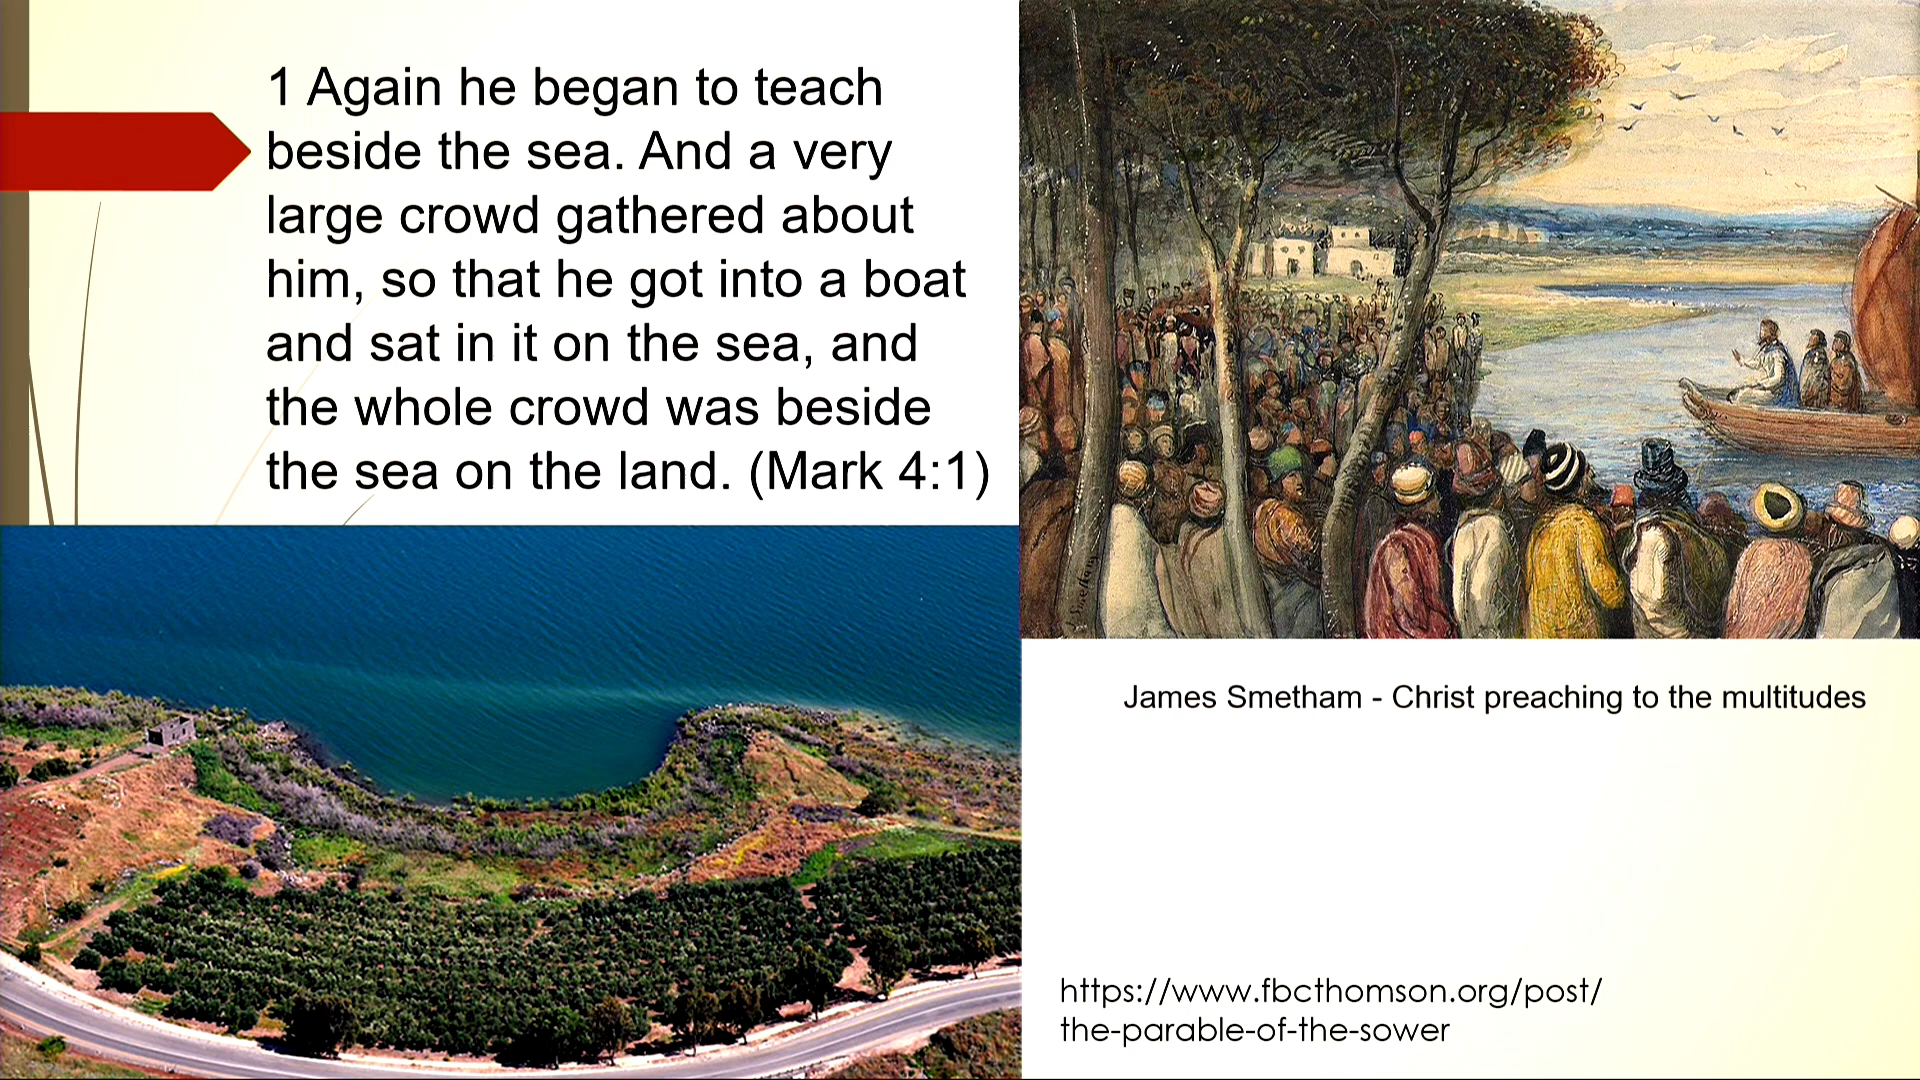 1 Again he began to teach
beside the sea. And a very
large crowd gathered about
him, so that he got into a boat
and sat in it on the sea, and
the whole crowd was beside
the sea on the land. (Mark 4:1)
J. Smetham
James Smetham - Christ preaching to the multitudes
https://www.fbcthomson.org/post/
the-parable-of-the-sower